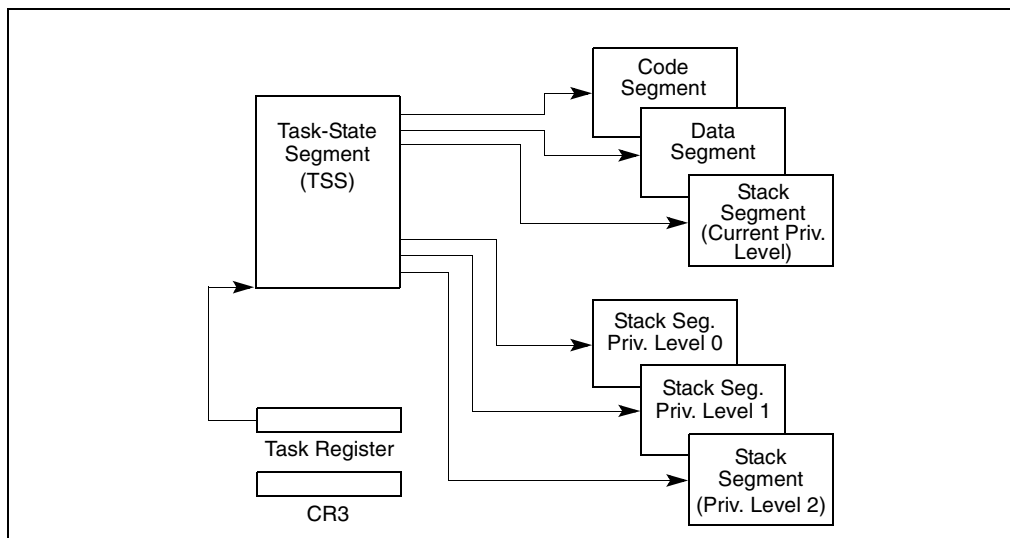 Code
Segment
Task-State
Segment
(TSS)
Data
Segment
Stack
Segment
(Current Priv.
Level)
Stack Seg.
Priv. Level 0
Stack Seg.
Priv. Level 1
Task Register
Stack
Segment
(Priv. Level 2)
CR3